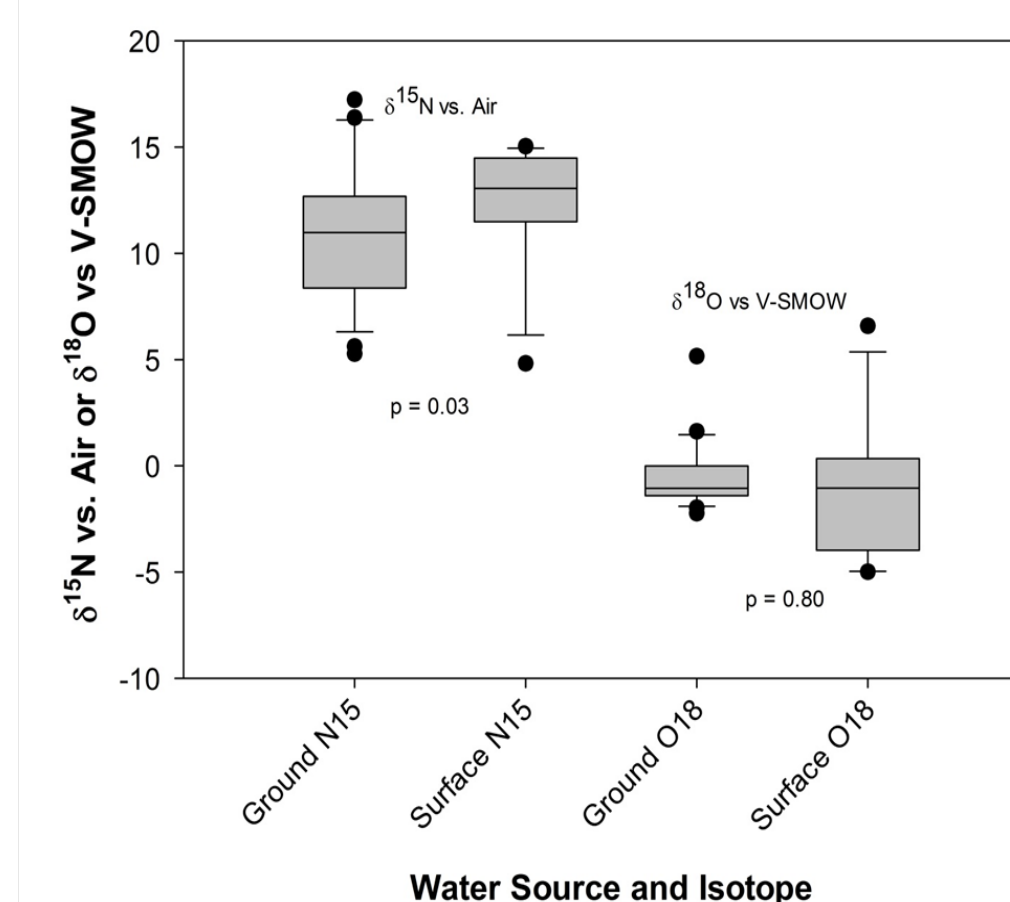 20
15
10
5
0
-5
-10
δ15N vs. Air or δ18O vs V-SMOW
δ15N vs. Air
δ18O vs V-SMOW
p = 0.03
p = 0.80
Ground N15
Surface N15
Ground O18
Surface O18
Water Source and Isotope